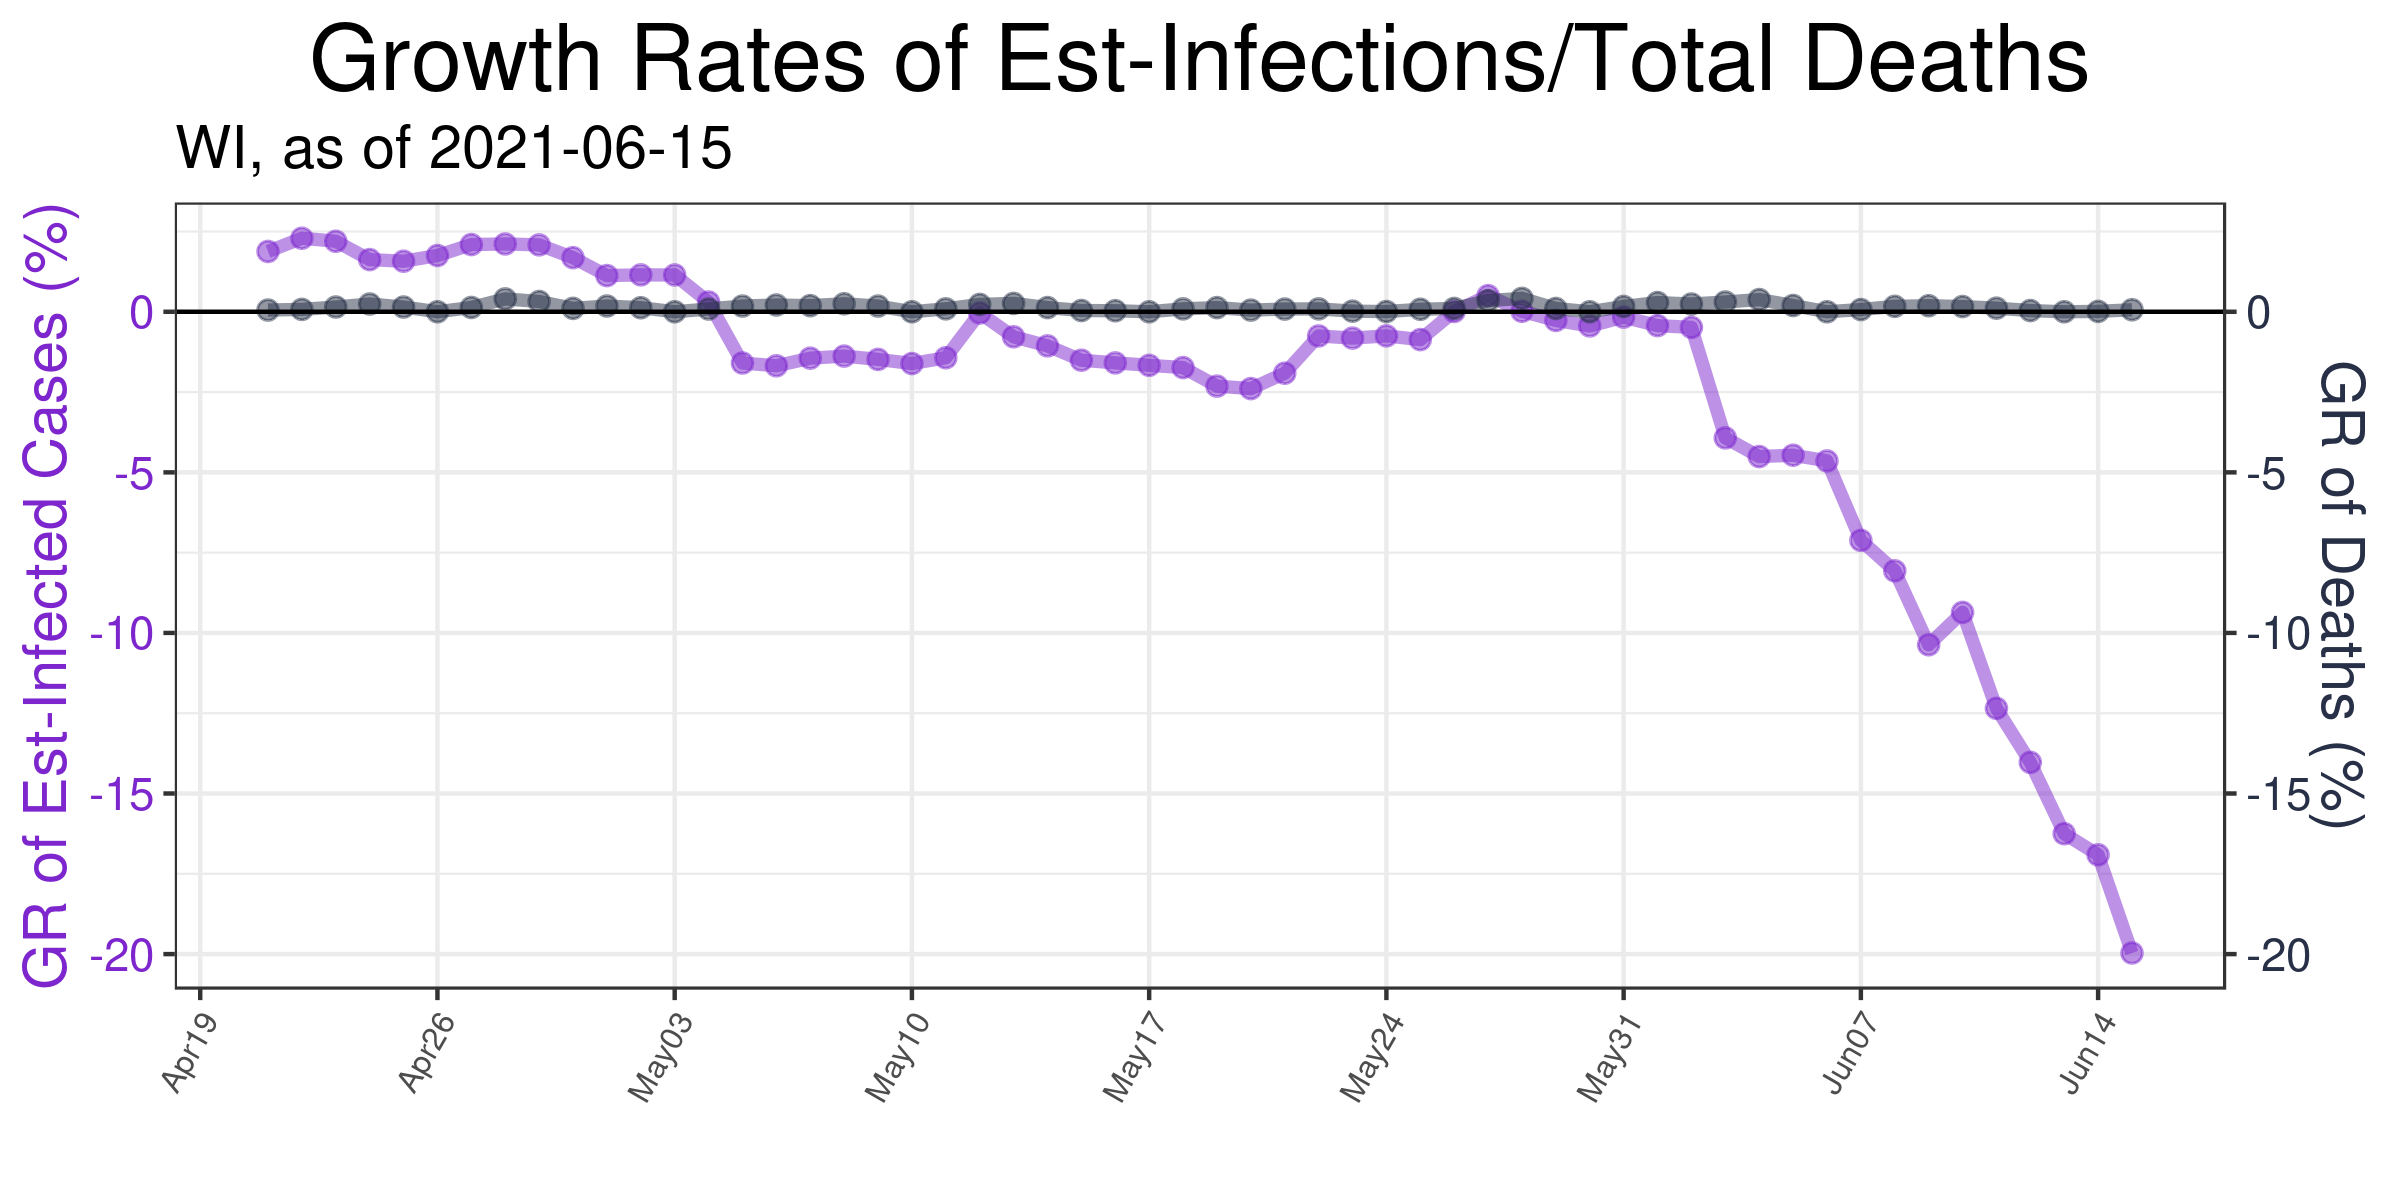 Growth Rates of Est-Infections/Total Deaths
WI, as of 2021-06-15
GR of Est-Infected Cases (%)
0
-5
-10
-15
-20
0
-5
-10
-15
-20
GR of Deaths (%)
Apr19
Apr26
May03
May10
May17
May24
May31
Jun07
Jun14